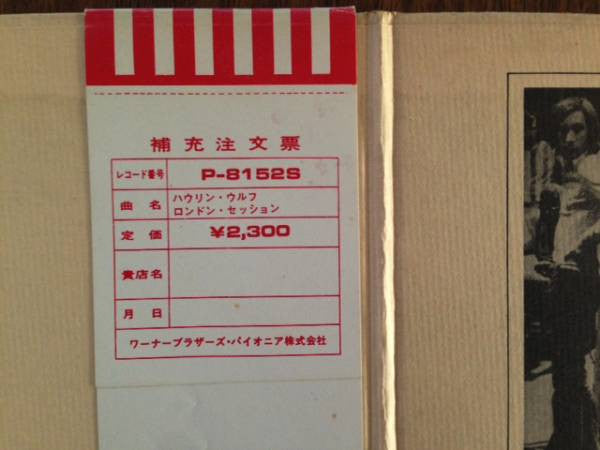 補充注文票
レコード番号 P-8152S
曲名 ハウリン・ウルフ
ロンドン・セッション
定価 ¥2,300
貴店名
月日
ワーナーブラザーズ・パイオニア株式会社